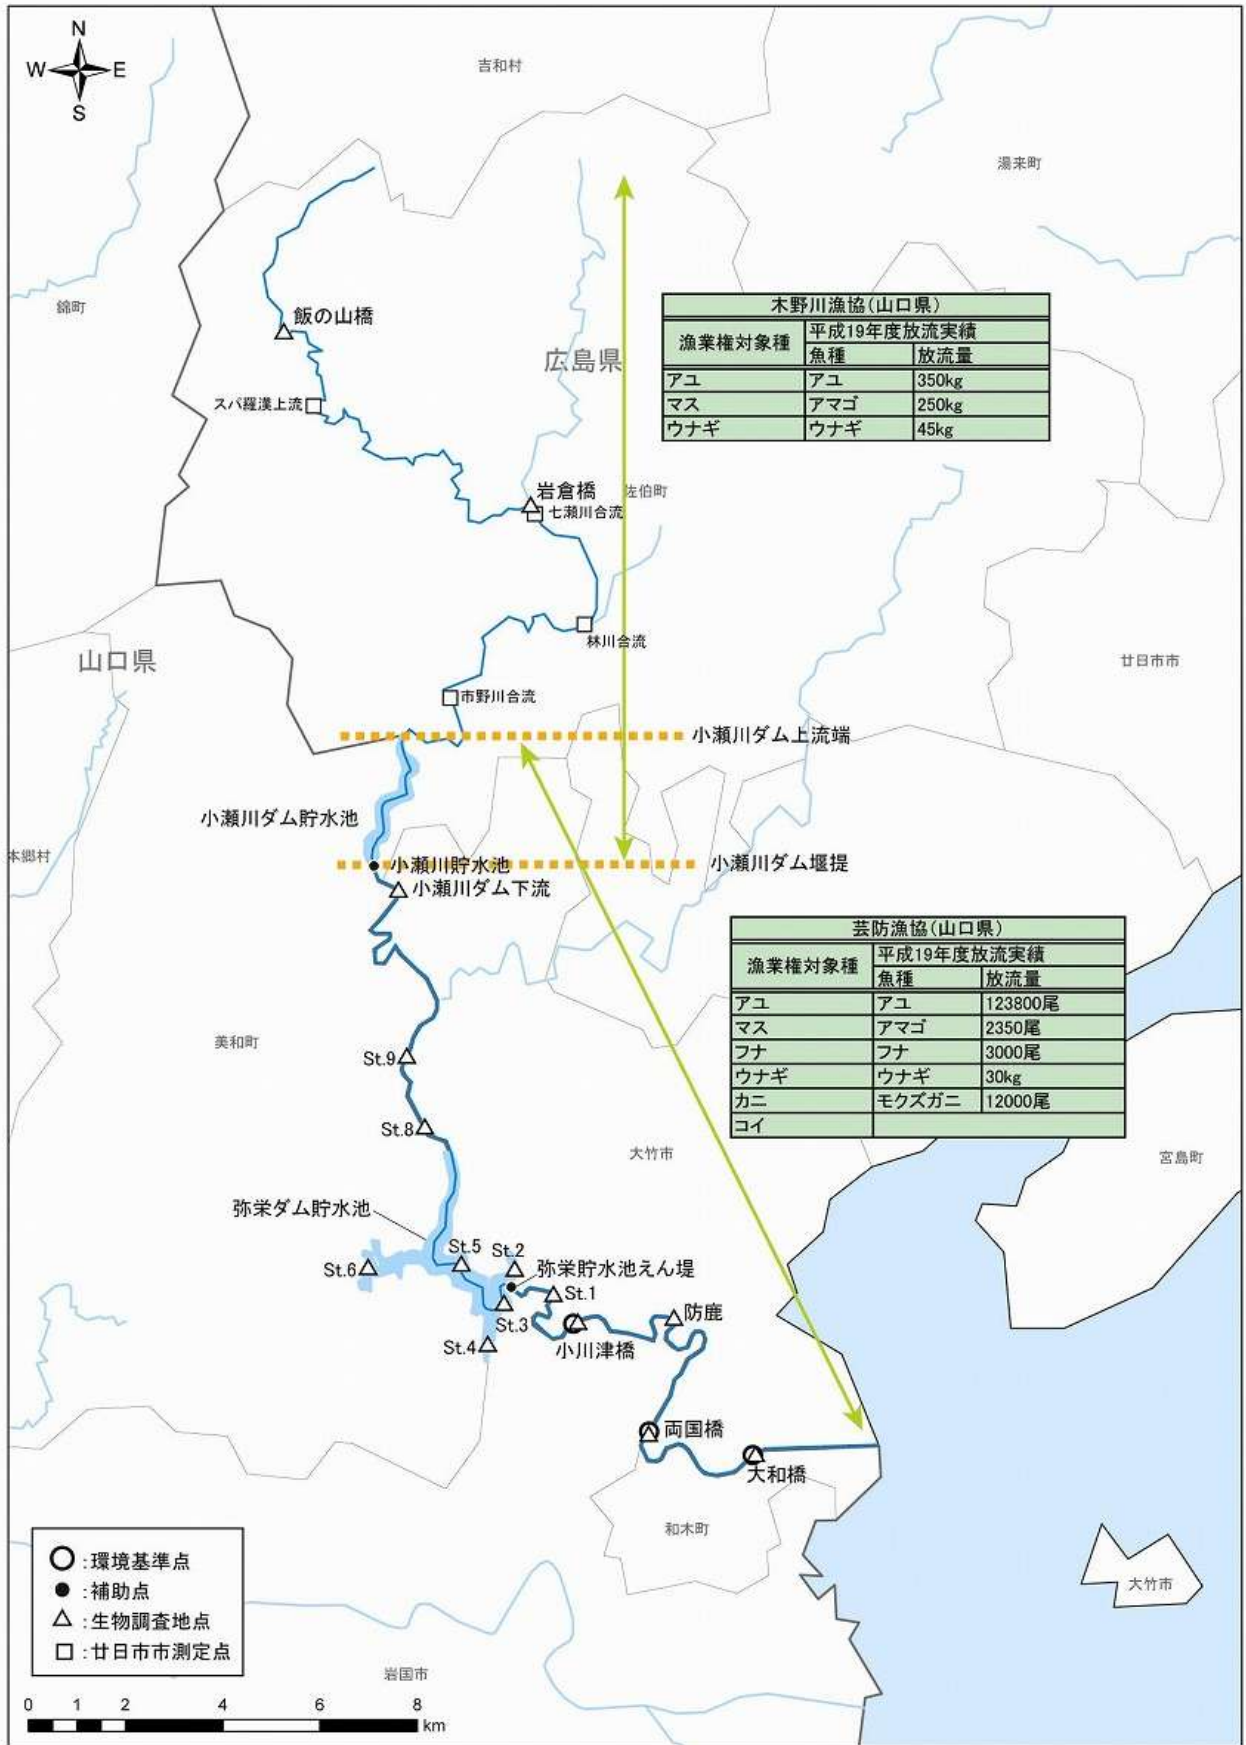 N
W E
S
吉和村
湯来町
錦町
飯の山橋
広島県
木野川漁協(山口県)
漁業権対象種 平成19年度放流実績
魚種 放流量
アユ アユ 350kg
マス アマゴ 250kg
ウナギ ウナギ 45kg
スパ羅漢上流
岩倉橋
佐伯町
七瀬川合流
林川合流
山口県
廿日市市
市野川合流
小瀬川ダム上流端
小瀬川ダム貯水池
本郷村
小瀬川貯水池
小瀬川ダム堰提
小瀬川ダム下流
芸防漁協(山口県)
漁業権対象種 平成19年度放流実績
魚種 放流量
アユ アユ 123800尾
マス アマゴ 2350尾
フナ フナ 3000尾
ウナギ ウナギ 30kg
カニ モクズガニ 12000尾
コイ
美和町
St.9
St.8
大竹市
宮島町
弥栄ダム貯水池
St.5
St.2
St.6
弥栄貯水池えん堤
St.1
St.3
防鹿
St.4
小川津橋
両国橋
大和橋
和木町
大竹市
:環境基準点
:補助点
:生物調査地点
:廿日市市測定点
岩国市
0 1 2 4 6 8
km